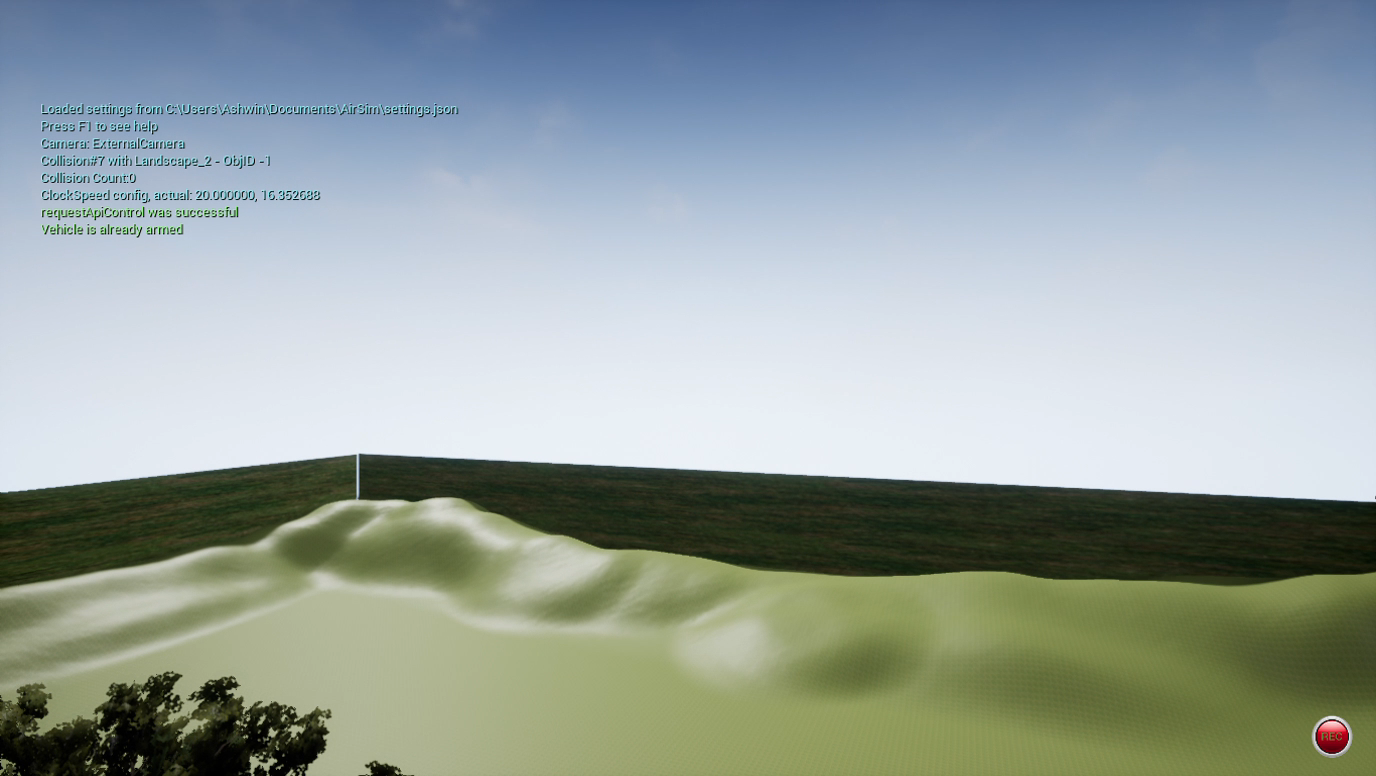 Loaded settings from C:\Users\Ashwin\Documents\AirSim\settings.json
Press F1 to see help
Camera: ExternalCamera
Collision#7 with Landscape_2 - ObjID -1
Collision Count:0
ClockSpeed config, actual: 20.000000, 16.352688
requestApiControl was successful
Vehicle is already armed
REC